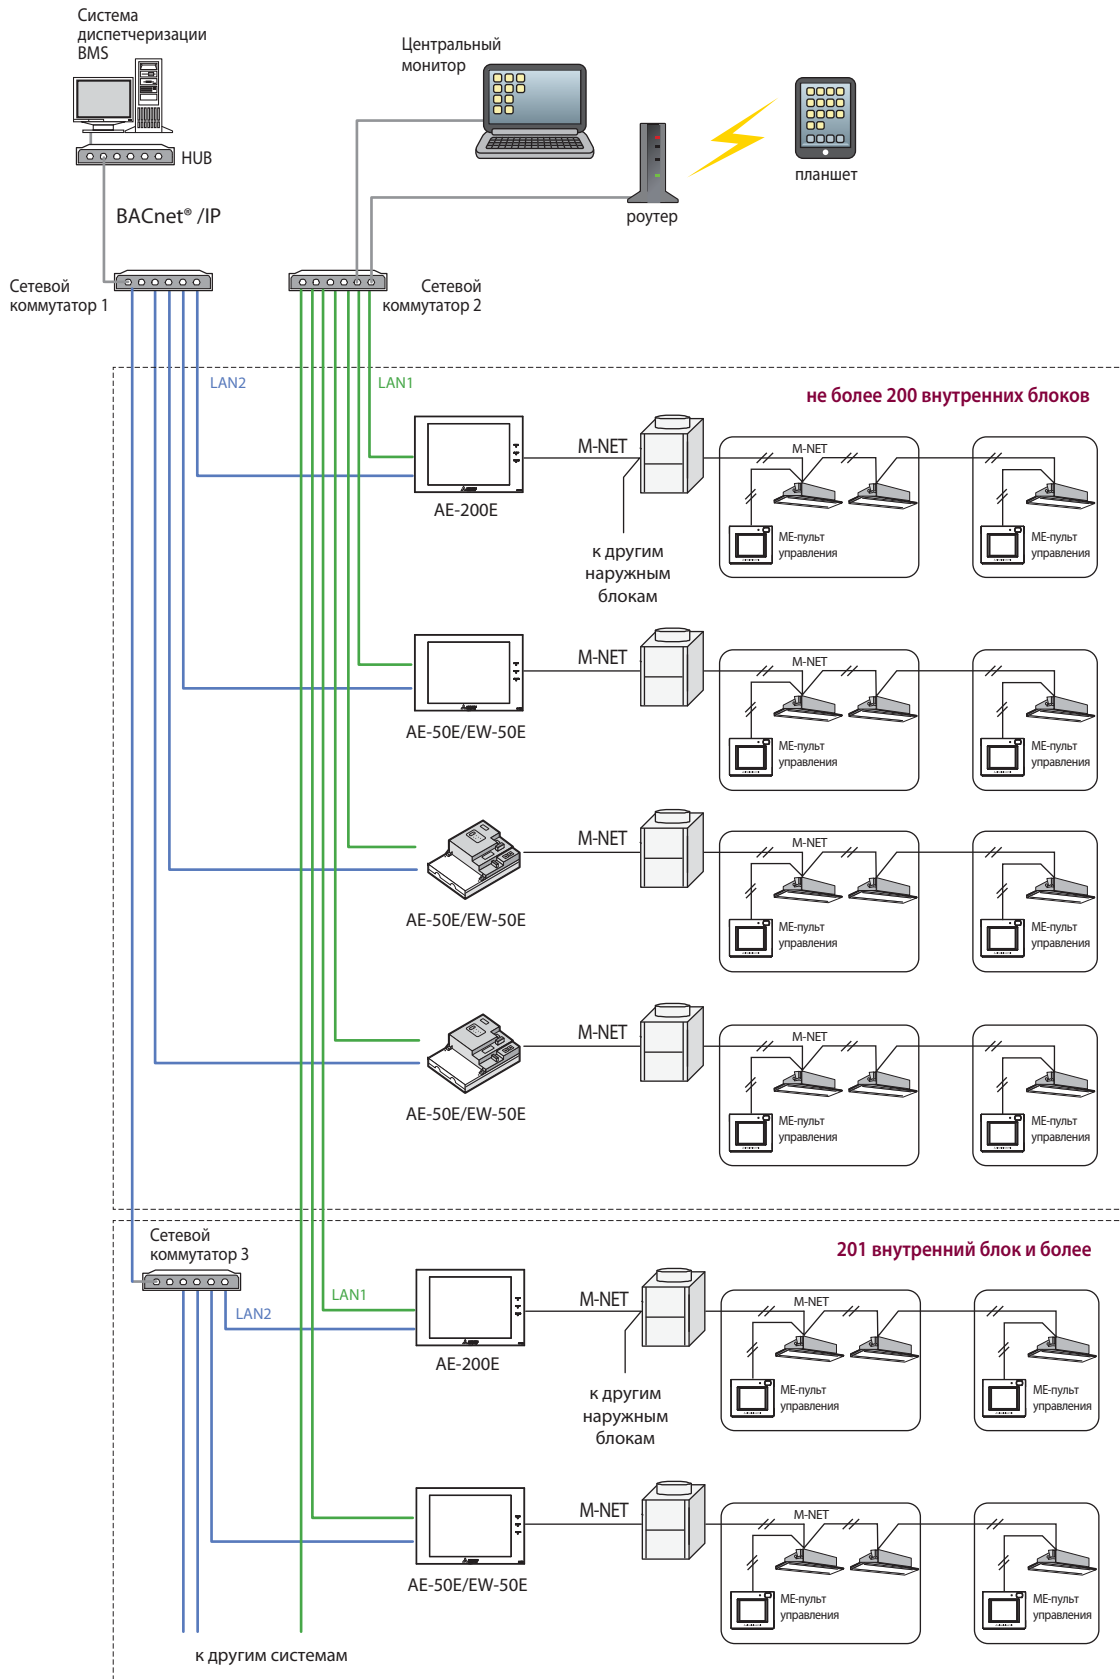 Система
диспетчеризации
BMS
HUB
BACnet® /IP
Центральный
монитор
роутер
планшет
Сетевой
коммутатор 1
Сетевой
коммутатор 2
LAN2
LAN1
не более 200 внутренних блоков
AE-200E
M-NET
к другим
наружным
блокам
M-NET
ME-пульт
управления
ME-пульт
управления
AE-50E/EW-50E
M-NET
M-NET
ME-пульт
управления
ME-пульт
управления
AE-50E/EW-50E
M-NET
M-NET
ME-пульт
управления
ME-пульт
управления
AE-50E/EW-50E
M-NET
M-NET
ME-пульт
управления
ME-пульт
управления
Сетевой
коммутатор 3
201 внутренний блок и более
LAN2
LAN1
AE-200E
M-NET
к другим
наружным
блокам
M-NET
ME-пульт
управления
ME-пульт
управления
AE-50E/EW-50E
M-NET
M-NET
ME-пульт
управления
ME-пульт
управления
к другим системам